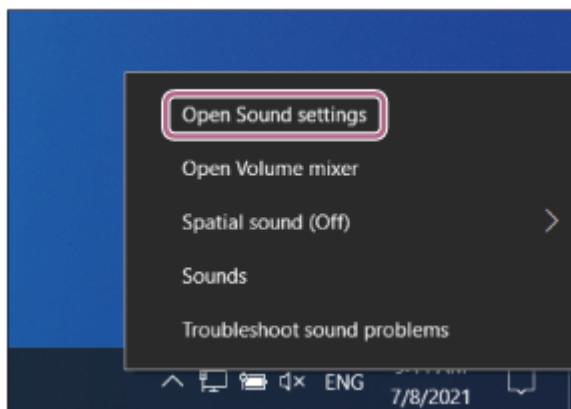 Open Sound settings
Open Volume mixer
Spatial sound (Off)
Sounds
Troubleshoot sound problems
ENG
7/8/2021